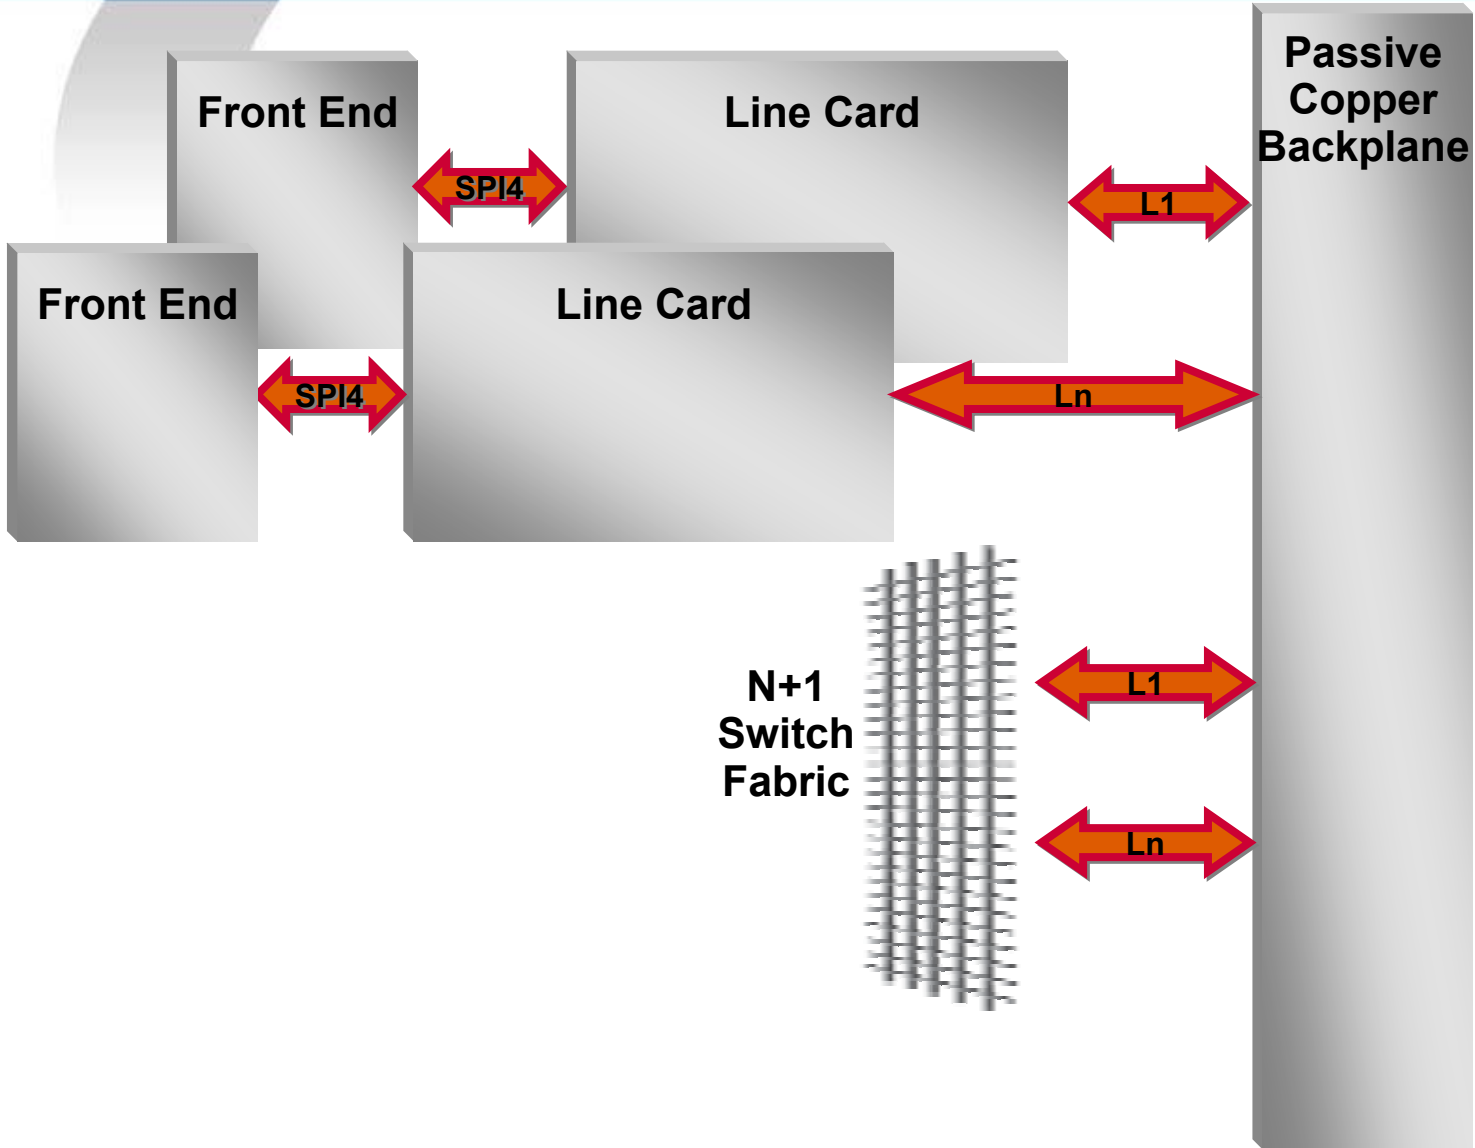 Front End
SPI4
Line Card
L1
Passive
Copper
Backplane
Front End
SPI4
Line Card
Ln
N+1
Switch
Fabric
L1
Ln